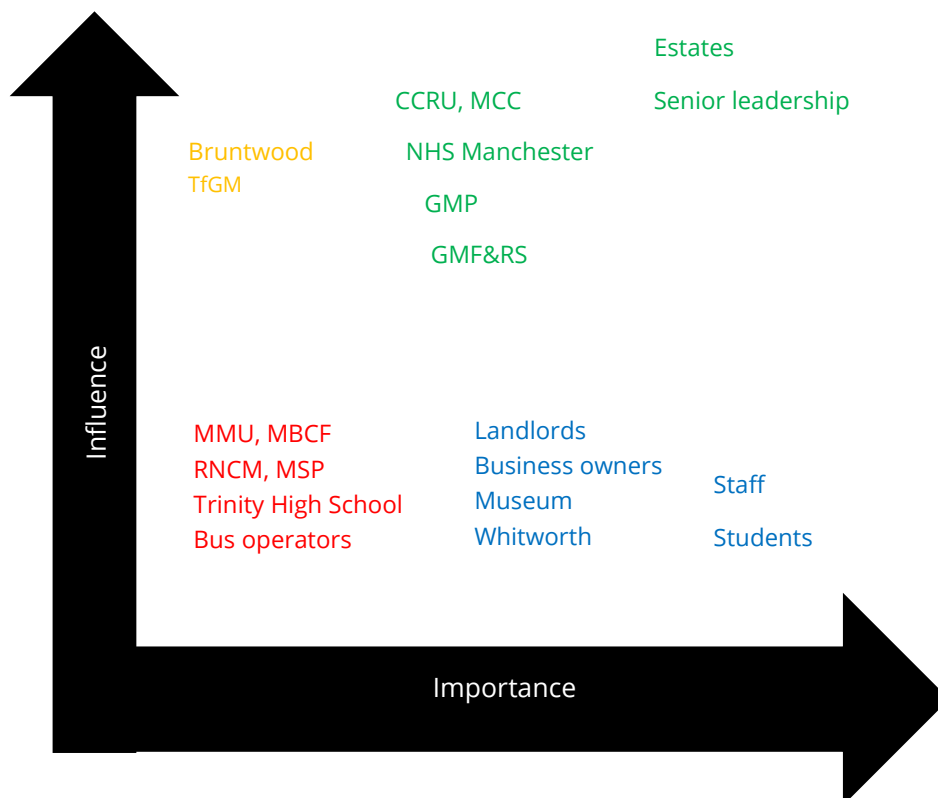 Estates
CCRU, MCC
Senior leadership
Bruntwood
NHS Manchester
TfGM
GMP
GMF&RS
Influence
MMU, MBCF
RNCM, MSP
Trinity High School
Bus operators
Landlords
Business owners
Museum
Whitworth
Staff
Students
Importance